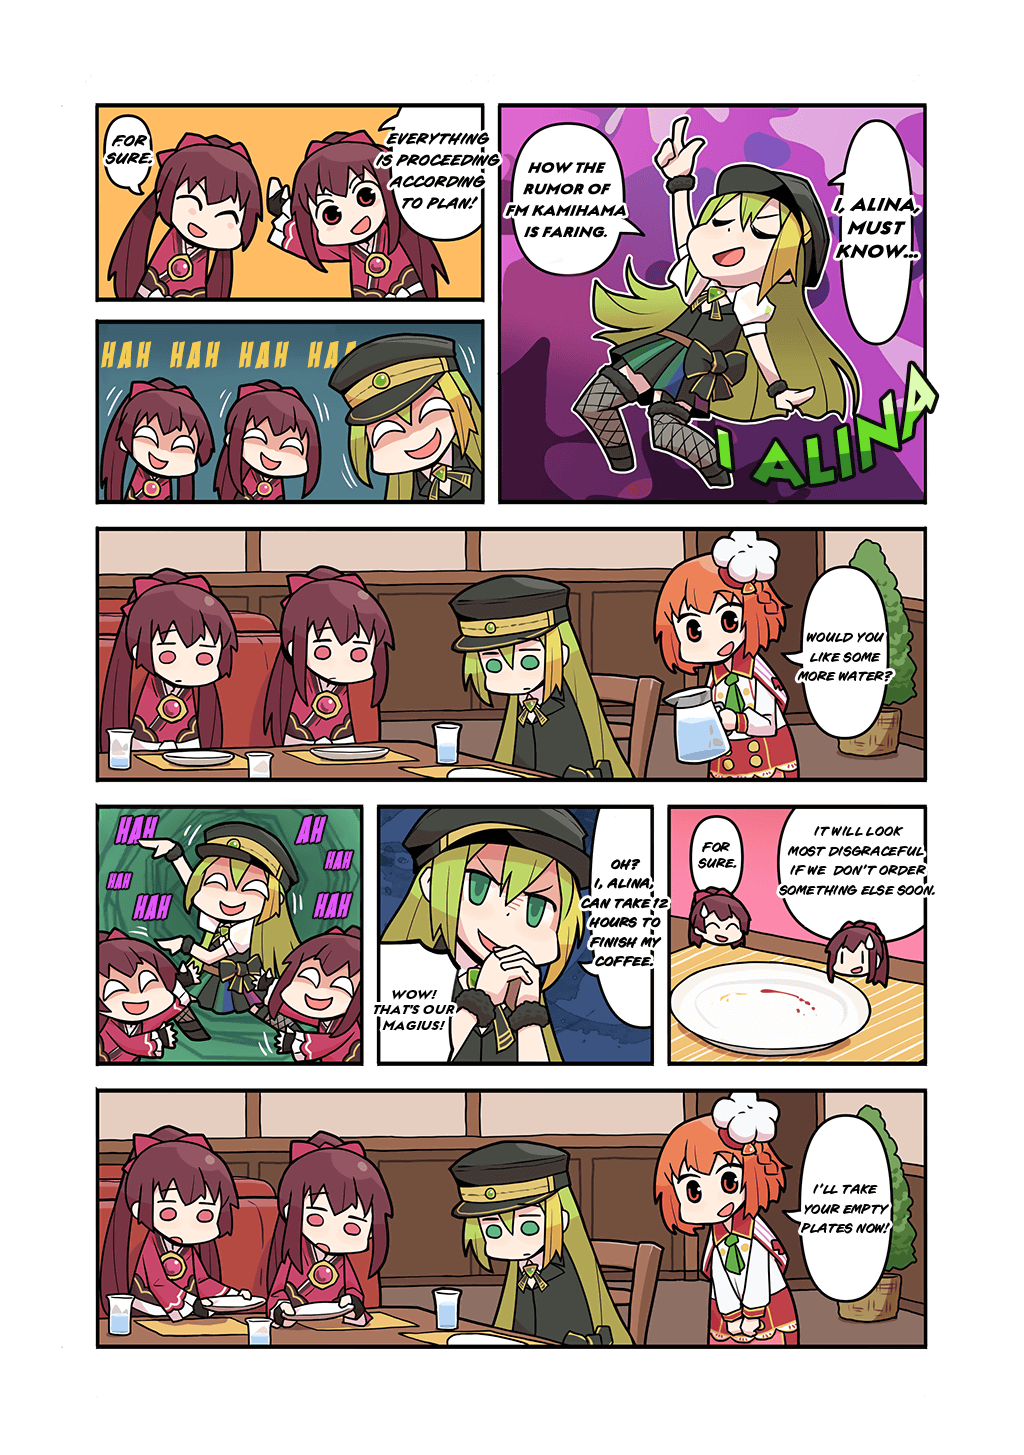 I, ALINA,
MUST
KNOW...
HOW THE
RUMOR OF
FM KAMIHAMA
IS FARING.
I ALINA
EVERYTHING
IS PROCEEDING
ACCORDING
TO PLAN!
FOR
SURE.
HAH HAH HAH HA
WOULD YOU
LIKE SOME
MORE WATER?
IT WILL LOOK
MOST DISGRACEFUL
IF WE DON'T ORDER
SOMETHING ELSE SOON.
FOR
SURE.
OH?
I, ALINA,
CAN TAKE 12
HOURS TO
FINISH MY
COFFEE.
WOW!
THAT'S OUR
MAGIUS!
AH
HAH
HAH
HAH
HAH
HAH
I'LL TAKE
YOUR EMPTY
PLATES NOW!